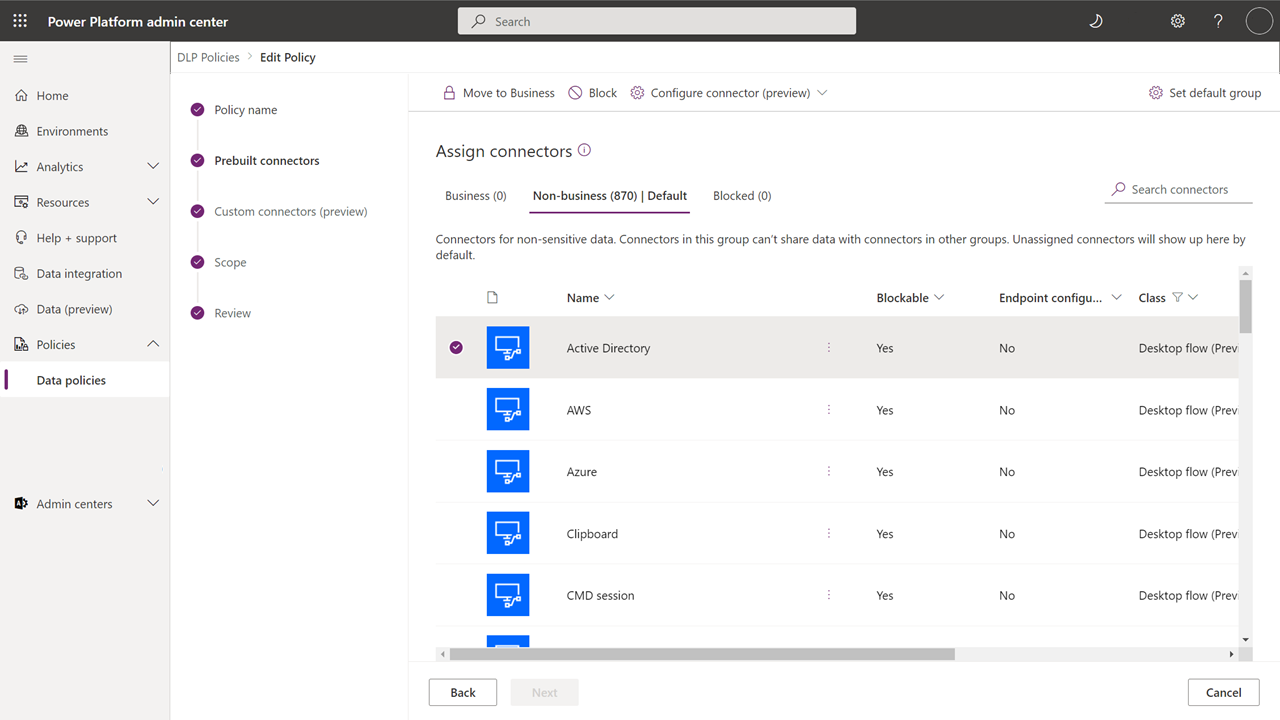 Power Platform admin center
Search
?
DLP Policies > Edit Policy
Home
Environments
Analytics
Resources
Help + support
Data integration
Data (preview)
Policies
Data policies
Admin centers
Policy name
Prebuilt connectors
Custom connectors (preview)
Scope
Review
Move to Business Block Configure connector (preview) Set default group
Assign connectors
Business (0) Non-business (870) | Default Blocked (0) Search connectors
Connectors for non-sensitive data. Connectors in this group can't share data with connectors in other groups. Unassigned connectors will show up here by
default.
Name Blockable Endpoint configu... Class
Active Directory Yes No Desktop flow (Previ
AWS Yes No Desktop flow (Previ
Azure Yes No Desktop flow (Previ
Clipboard Yes No Desktop flow (Previ
CMD session Yes No Desktop flow (Previ
Back Next Cancel